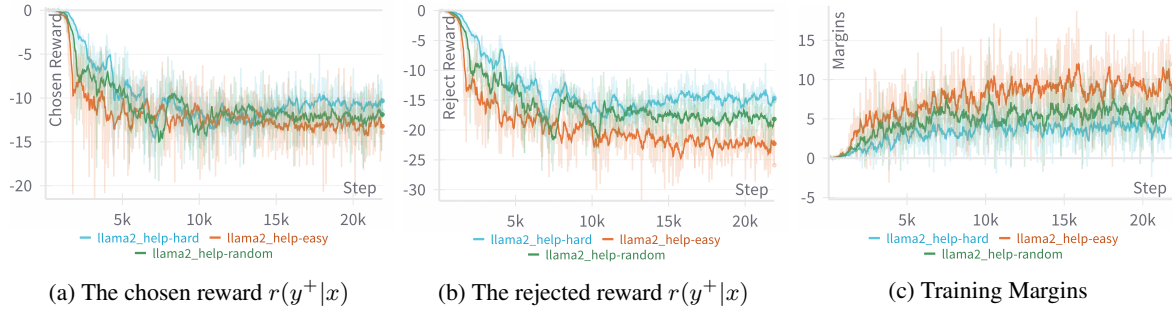 Chosen Reward
0
-5
-10
-15
-20
Step
5k
10k
15k
20k
llama2_help-hard
llama2_help-easy
llama2_help-random
(a) The chosen reward r(y⁺|x)
Reject Reward
0
-5
-10
-15
-20
-25
-30
Step
5k
10k
15k
20k
llama2_help-hard
llama2_help-easy
llama2_help-random
(b) The rejected reward r(y⁺|x)
Margins
15
10
5
0
-5
Step
5k
10k
15k
20k
llama2_help-hard
llama2_help-easy
llama2_help-random
(c) Training Margins